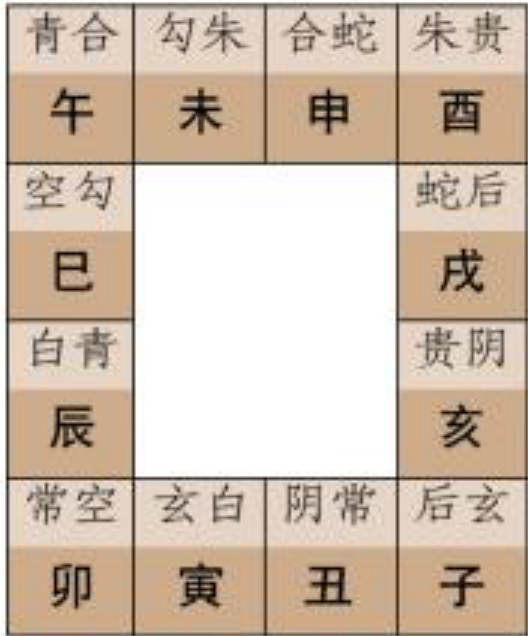 青合 勾朱 合蛇 朱贵
午 未 申 酉
空勾 蛇后
巳 戌
白青 贵阴
辰 亥
常空 玄白 阴常 后玄
卯 寅 丑 子